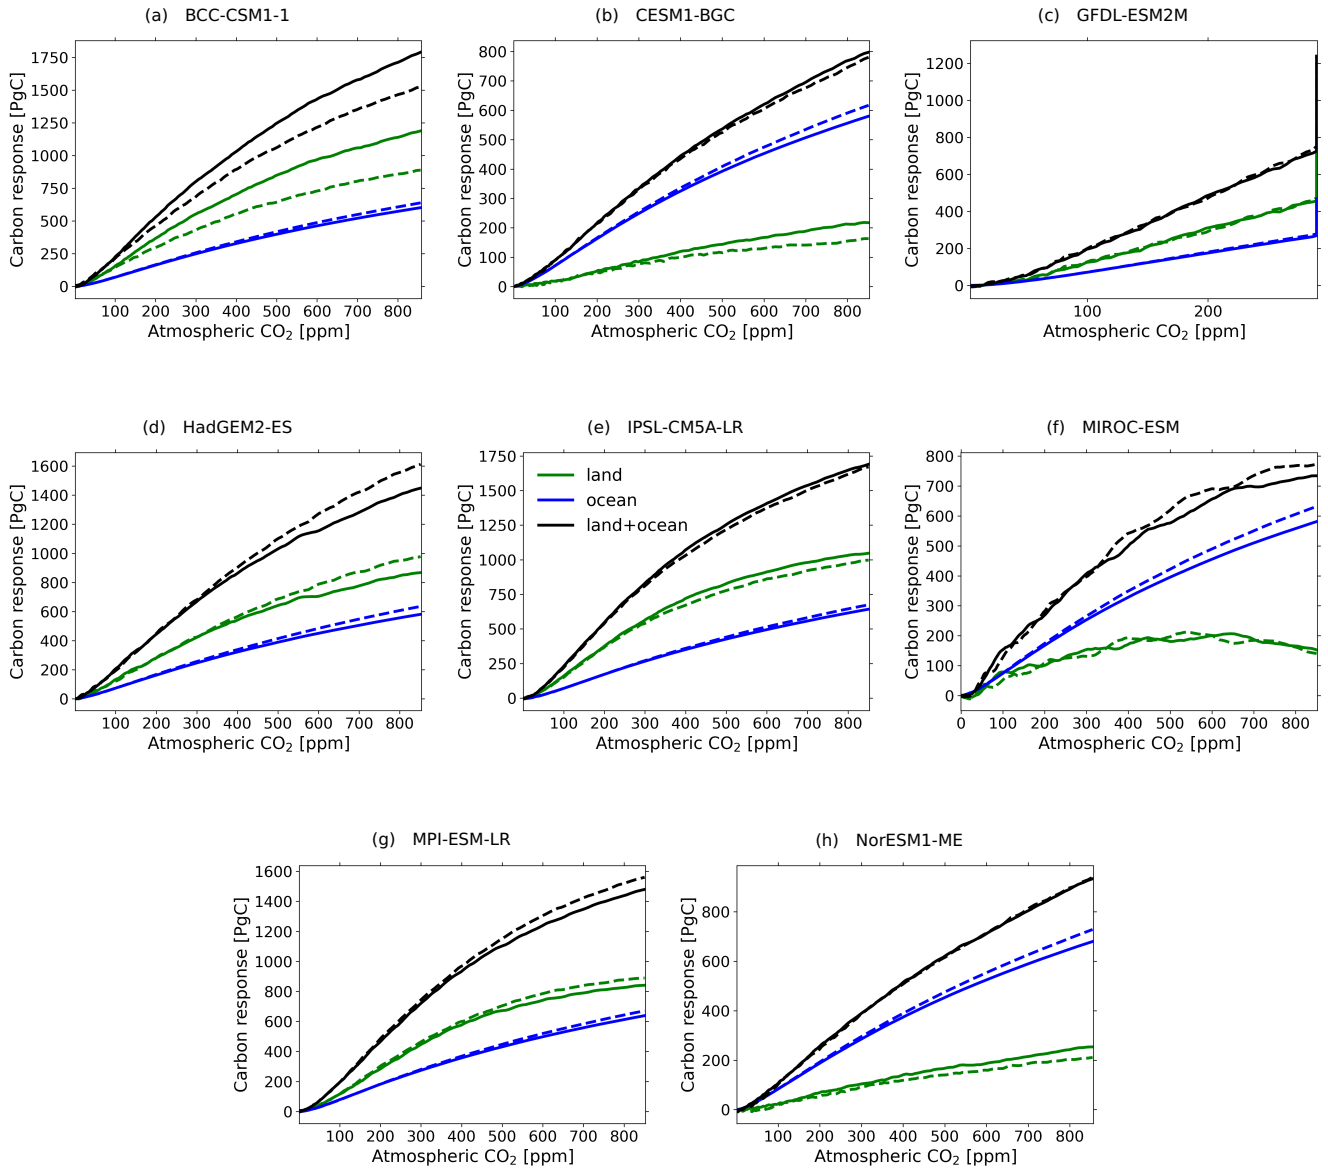 (a) BCC-CSM1-1
Carbon response [PgC]
1750
1500
1250
1000
750
500
250
0
100 200 300 400 500 600 700 800
Atmospheric CO₂ [ppm]
(b) CESM1-BGC
Carbon response [PgC]
800
700
600
500
400
300
200
100
0
100 200 300 400 500 600 700 800
Atmospheric CO₂ [ppm]
(c) GFDL-ESM2M
Carbon response [PgC]
1200
1000
800
600
400
200
0
100 200
Atmospheric CO₂ [ppm]
(d) HadGEM2-ES
Carbon response [PgC]
1600
1400
1200
1000
800
600
400
200
0
100 200 300 400 500 600 700 800
Atmospheric CO₂ [ppm]
(e) IPSL-CM5A-LR
Carbon response [PgC]
1750
1500
1250
1000
750
500
250
0
land
ocean
land+ocean
100 200 300 400 500 600 700 800
Atmospheric CO₂ [ppm]
(f) MIROC-ESM
Carbon response [PgC]
800
700
600
500
400
300
200
100
0
0 100 200 300 400 500 600 700 800
Atmospheric CO₂ [ppm]
(g) MPI-ESM-LR
Carbon response [PgC]
1600
1400
1200
1000
800
600
400
200
0
100 200 300 400 500 600 700 800
Atmospheric CO₂ [ppm]
(h) NorESM1-ME
Carbon response [PgC]
800
600
400
200
0
100 200 300 400 500 600 700 800
Atmospheric CO₂ [ppm]